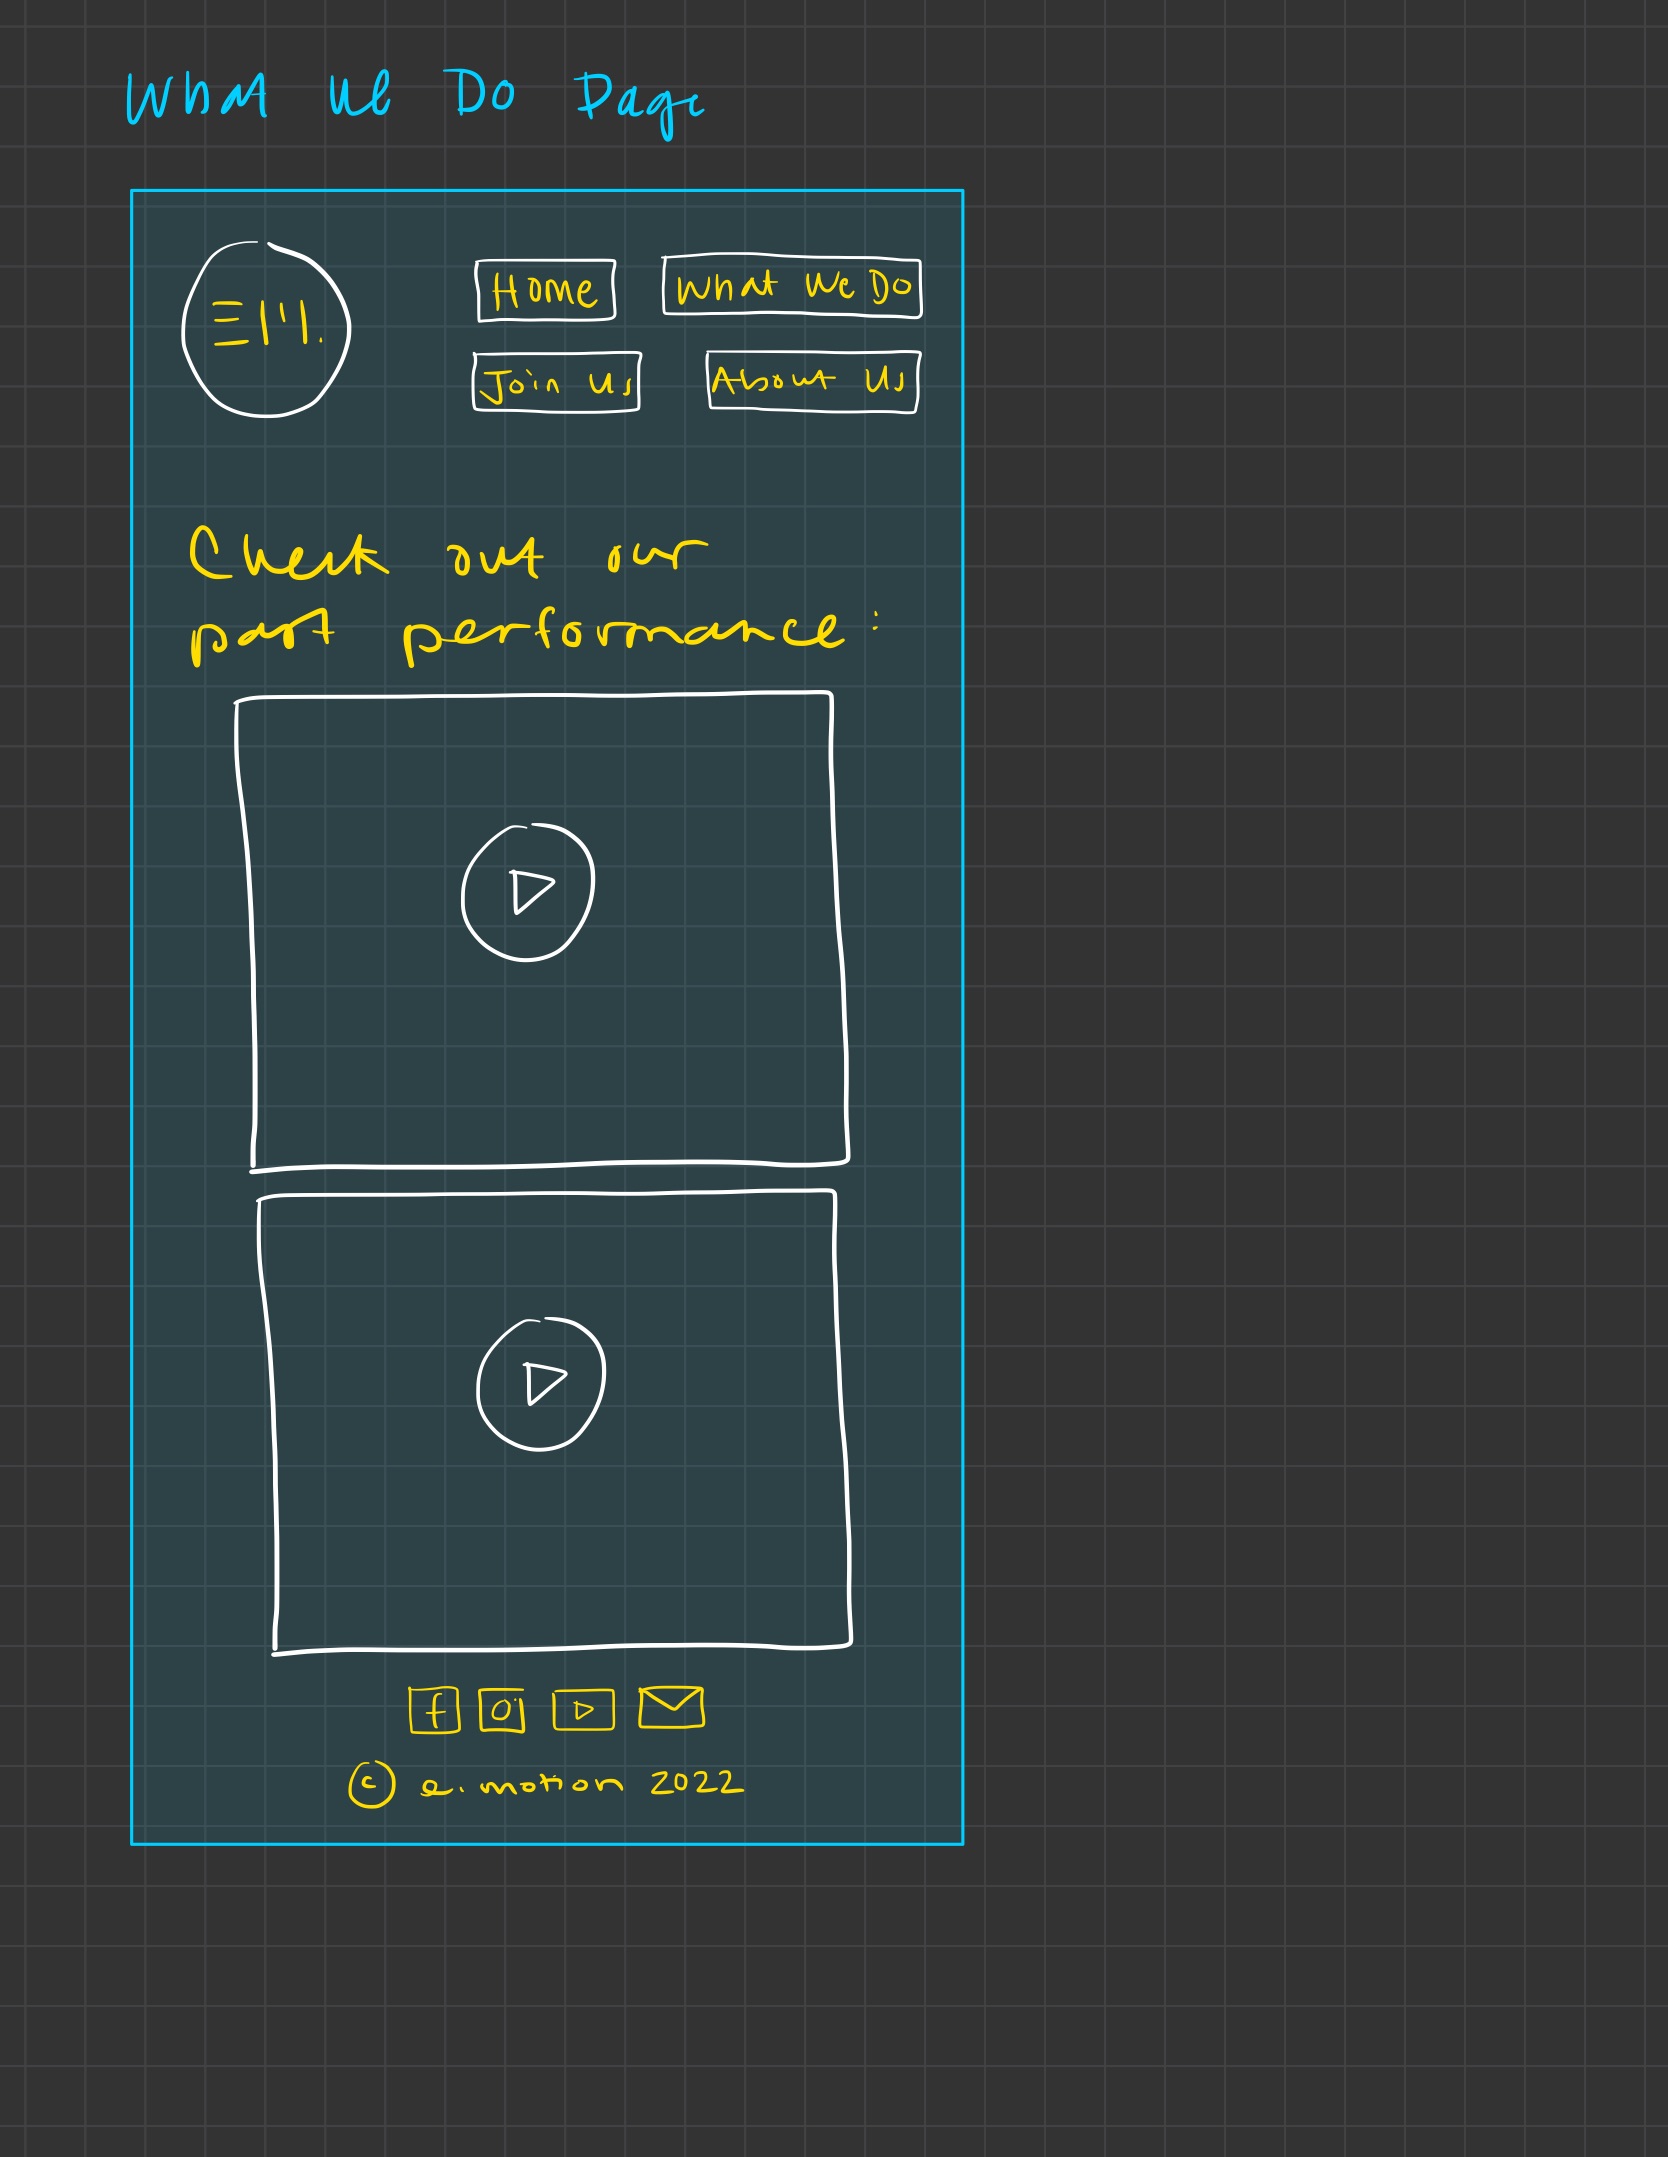 What We Do Page
Home
What We Do
Join Us
About Us
Check out our
past performance:
© e.motion 2022